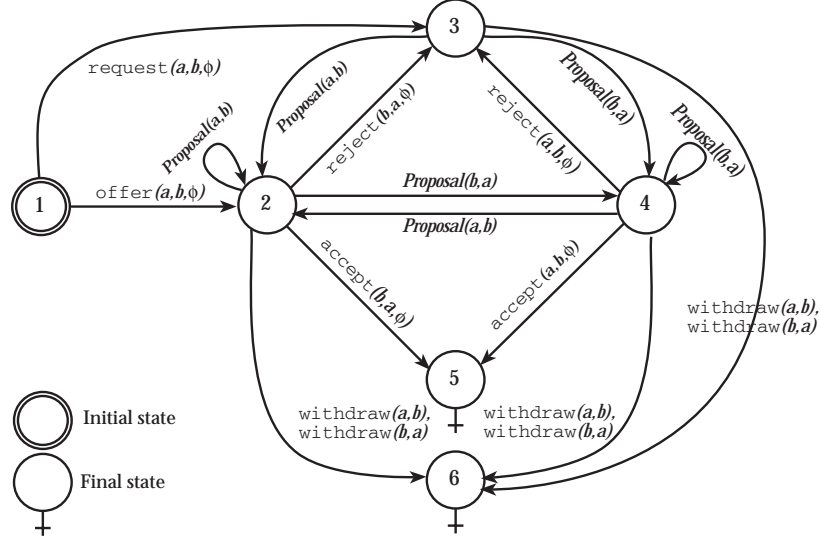 3
request(a,b,ϕ)
Proposal(a,b)
Proposal(a,b)
reject(b,a,ϕ)
reject(a,b,ϕ)
Proposal(b,a)
Proposal(b,a)
1
offer(a,b,ϕ)
2
Proposal(b,a)
Proposal(a,b)
4
accept(b,a,ϕ)
accept(a,b,ϕ)
withdraw(a,b),
withdraw(b,a)
5
Initial state
withdraw(a,b),
withdraw(b,a)
withdraw(a,b),
withdraw(b,a)
Final state
6